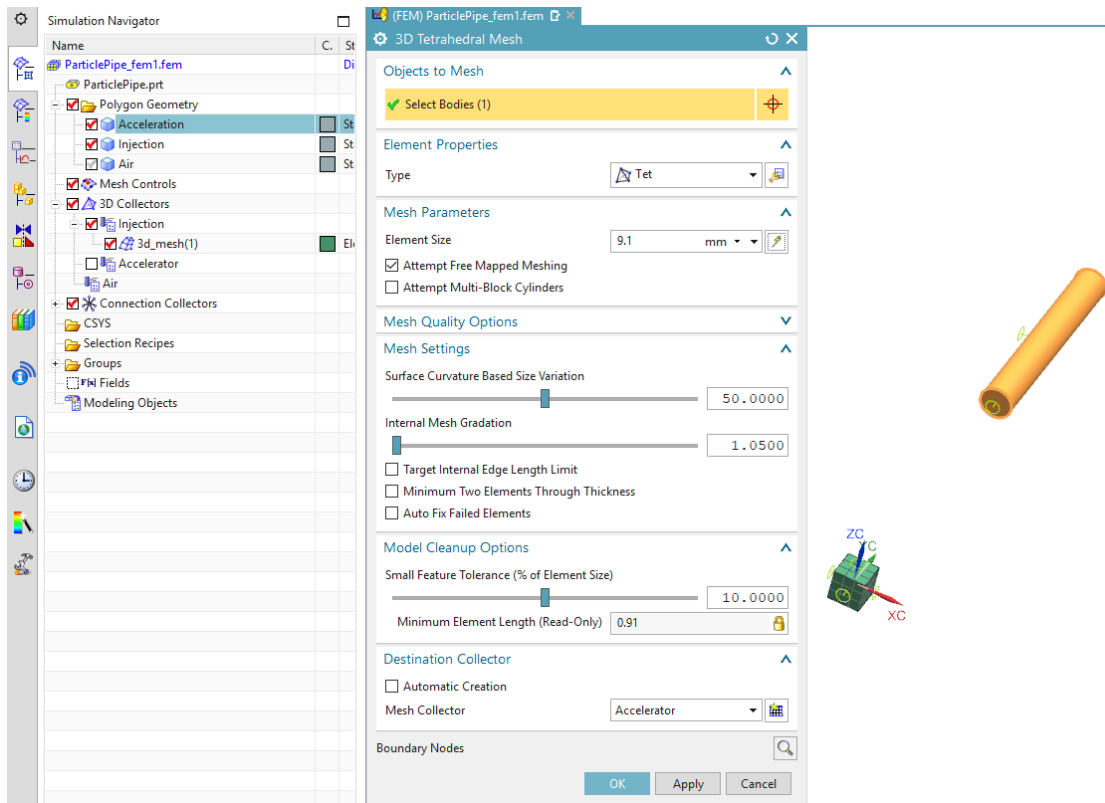 Simulation Navigator
Name C. St
ParticlePipe_fem1.fem Di
ParticlePipe.prt
Polygon Geometry
Acceleration St
Injection St
Air St
Mesh Controls
3D Collectors
Injection
3d_mesh(1) El
Accelerator
Air
Connection Collectors
CSYS
Selection Recipes
Groups
F(x) Fields
Modeling Objects
(FEM) ParticlePipe_fem1.fem
3D Tetrahedral Mesh
Objects to Mesh
Select Bodies (1)
Element Properties
Type Tet
Mesh Parameters
Element Size 9.1 mm
Attempt Free Mapped Meshing
Attempt Multi-Block Cylinders
Mesh Quality Options
Mesh Settings
Surface Curvature Based Size Variation
50.0000
Internal Mesh Gradation
1.0500
Target Internal Edge Length Limit
Minimum Two Elements Through Thickness
Auto Fix Failed Elements
Model Cleanup Options
Small Feature Tolerance (% of Element Size)
10.0000
Minimum Element Length (Read-Only) 0.91
Destination Collector
Automatic Creation
Mesh Collector Accelerator
Boundary Nodes
OK Apply Cancel
ZC
YC
XC